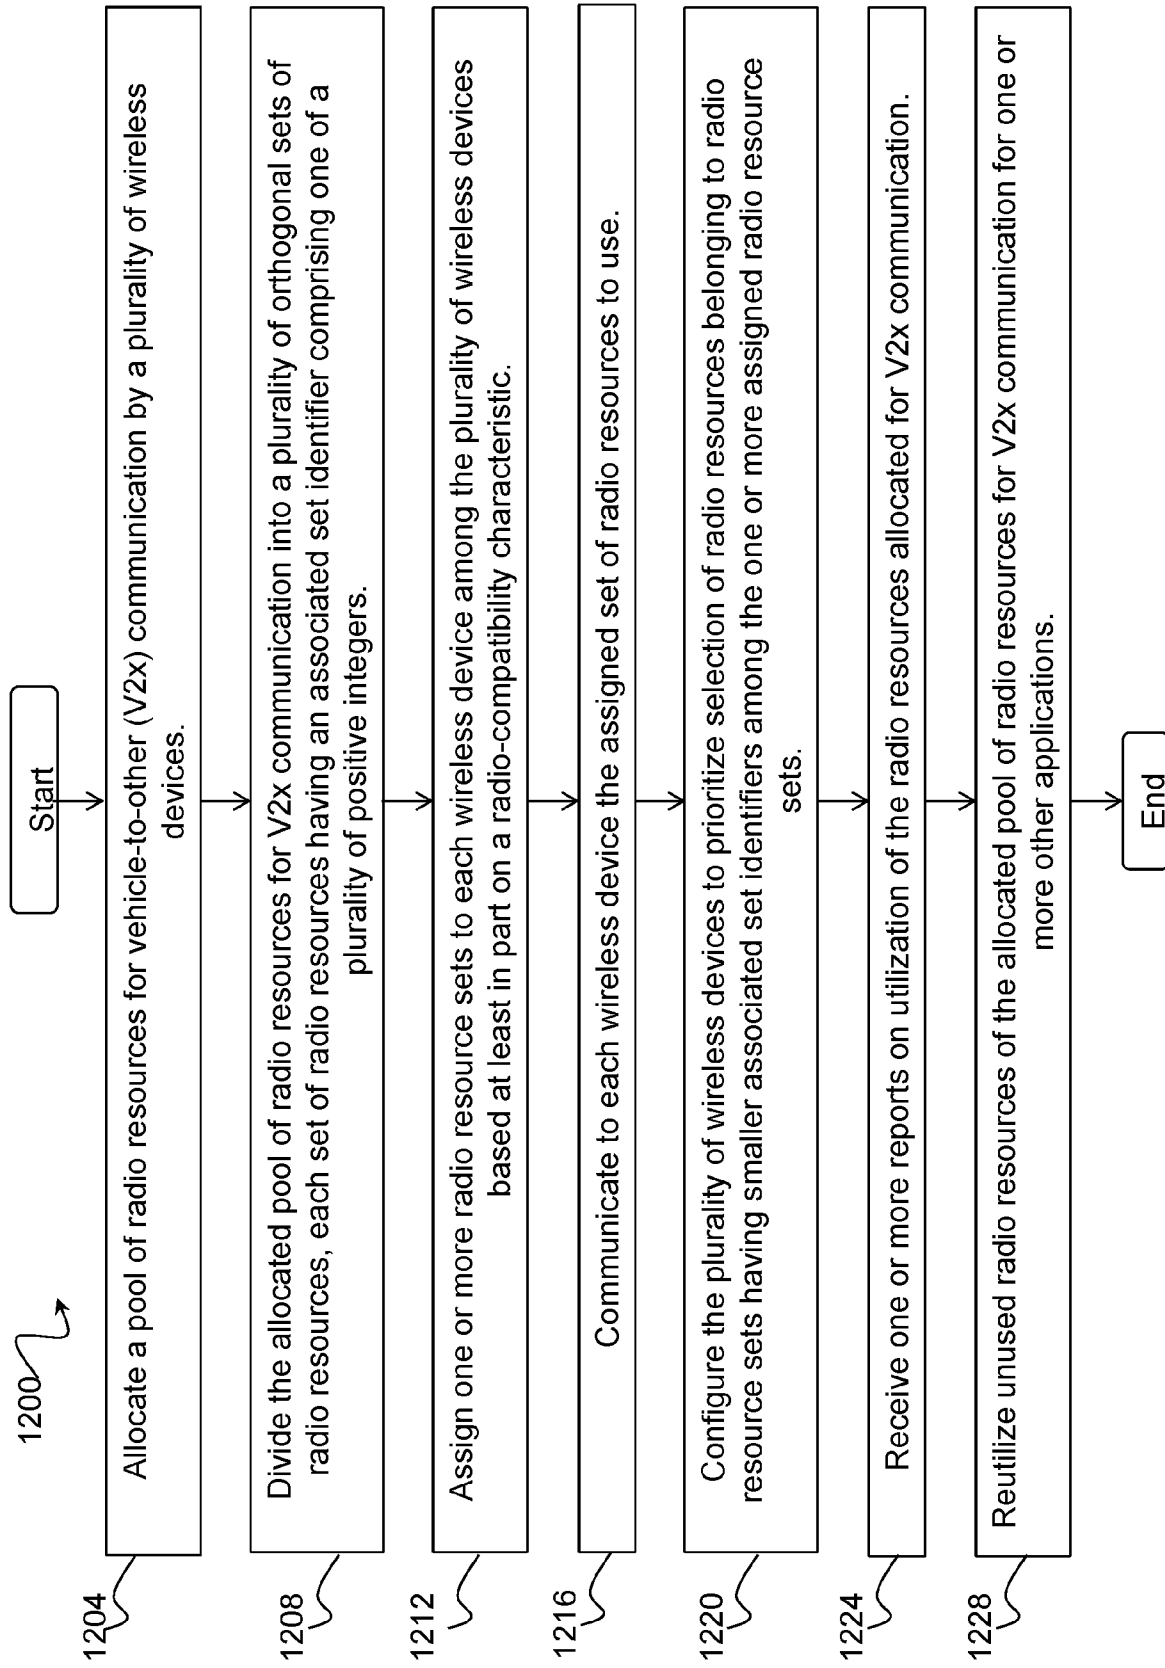 1200
Start
1204
Allocate a pool of radio resources for vehicle-to-other (V2x) communication by a plurality of wireless
devices.
1208
Divide the allocated pool of radio resources for V2x communication into a plurality of orthogonal sets of
radio resources, each set of radio resources having an associated set identifier comprising one of a
plurality of positive integers.
1212
Assign one or more radio resource sets to each wireless device among the plurality of wireless devices
based at least in part on a radio-compatibility characteristic.
1216
Communicate to each wireless device the assigned set of radio resources to use.
1220
Configure the plurality of wireless devices to prioritize selection of radio resources belonging to radio
resource sets having smaller associated set identifiers among the one or more assigned radio resource
sets.
1224
Receive one or more reports on utilization of the radio resources allocated for V2x communication.
1228
Reutilize unused radio resources of the allocated pool of radio resources for V2x communication for one or
more other applications.
End